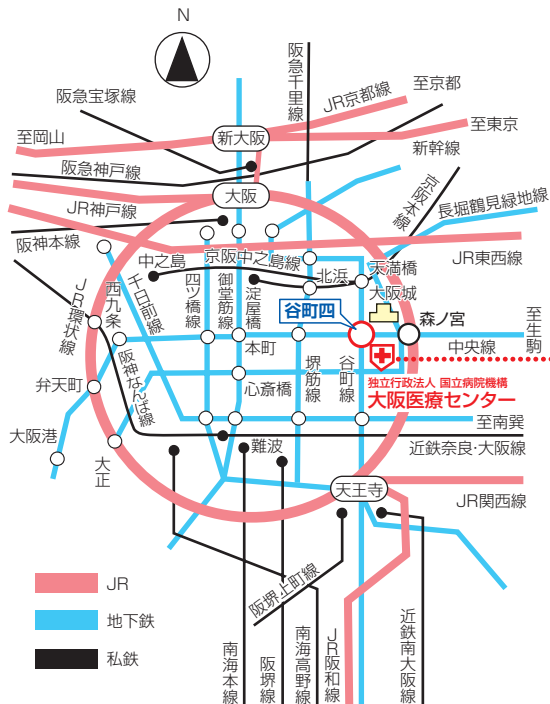 N
阪急宝塚線
阪急千里線
JR京都線
至京都
至岡山
新大阪
至東京
新幹線
阪急神戸線
大阪
京阪本線
長堀鶴見緑地線
JR神戸線
阪神本線
中之島
京阪中之島線
天満橋
JR東西線
北浜
大阪城
JR環状線
西九条
千日前線
四ツ橋線
御堂筋線
淀屋橋
谷町四
森ノ宮
至生駒
中央線
本町
堺筋線
谷町線
阪神なんば線
弁天町
心斎橋
独立行政法人 国立病院機構
大阪医療センター
大阪港
大正
難波
至南巽
近鉄奈良・大阪線
天王寺
JR関西線
阪堺上町線
JR
地下鉄
私鉄
南海本線
阪堺線
南海高野線
JR阪和線
近鉄南大阪線